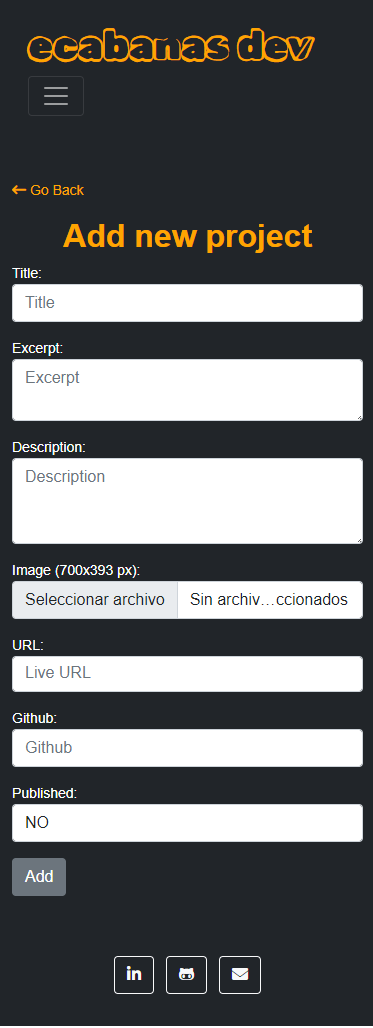 ecabanas dev
Go Back
Add new project
Title:
Title
Excerpt:
Excerpt
Description:
Description
Image (700x393 px):
Seleccionar archivo Sin archiv…ccionados
URL:
Live URL
Github:
Github
Published:
NO
Add
in